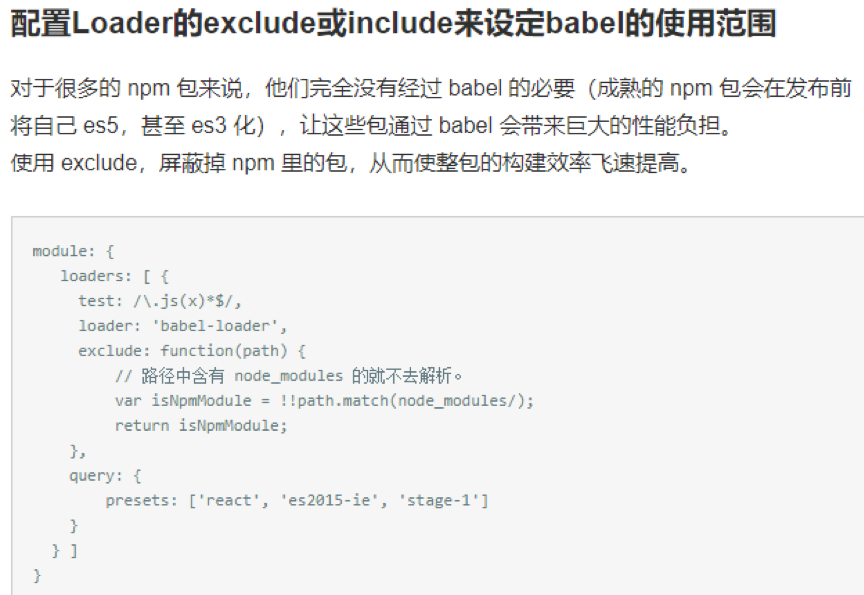 配置Loader的exclude或include来设定babel的使用范围
对于很多的 npm 包来说，他们完全没有经过 babel 的必要（成熟的 npm 包会在发布前
将自己 es5，甚至 es3 化），让这些包通过 babel 会带来巨大的性能负担。
使用 exclude，屏蔽掉 npm 里的包，从而使整包的构建效率飞速提高。
module: {
loaders: [ {
test: /\.js(x)*$/,
loader: 'babel-loader',
exclude: function(path) {
// 路径中含有 node_modules 的就不去解析。
var isNpmModule = !!path.match(node_modules/);
return isNpmModule;
},
query: {
presets: ['react', 'es2015-ie', 'stage-1']
}
} ]
}